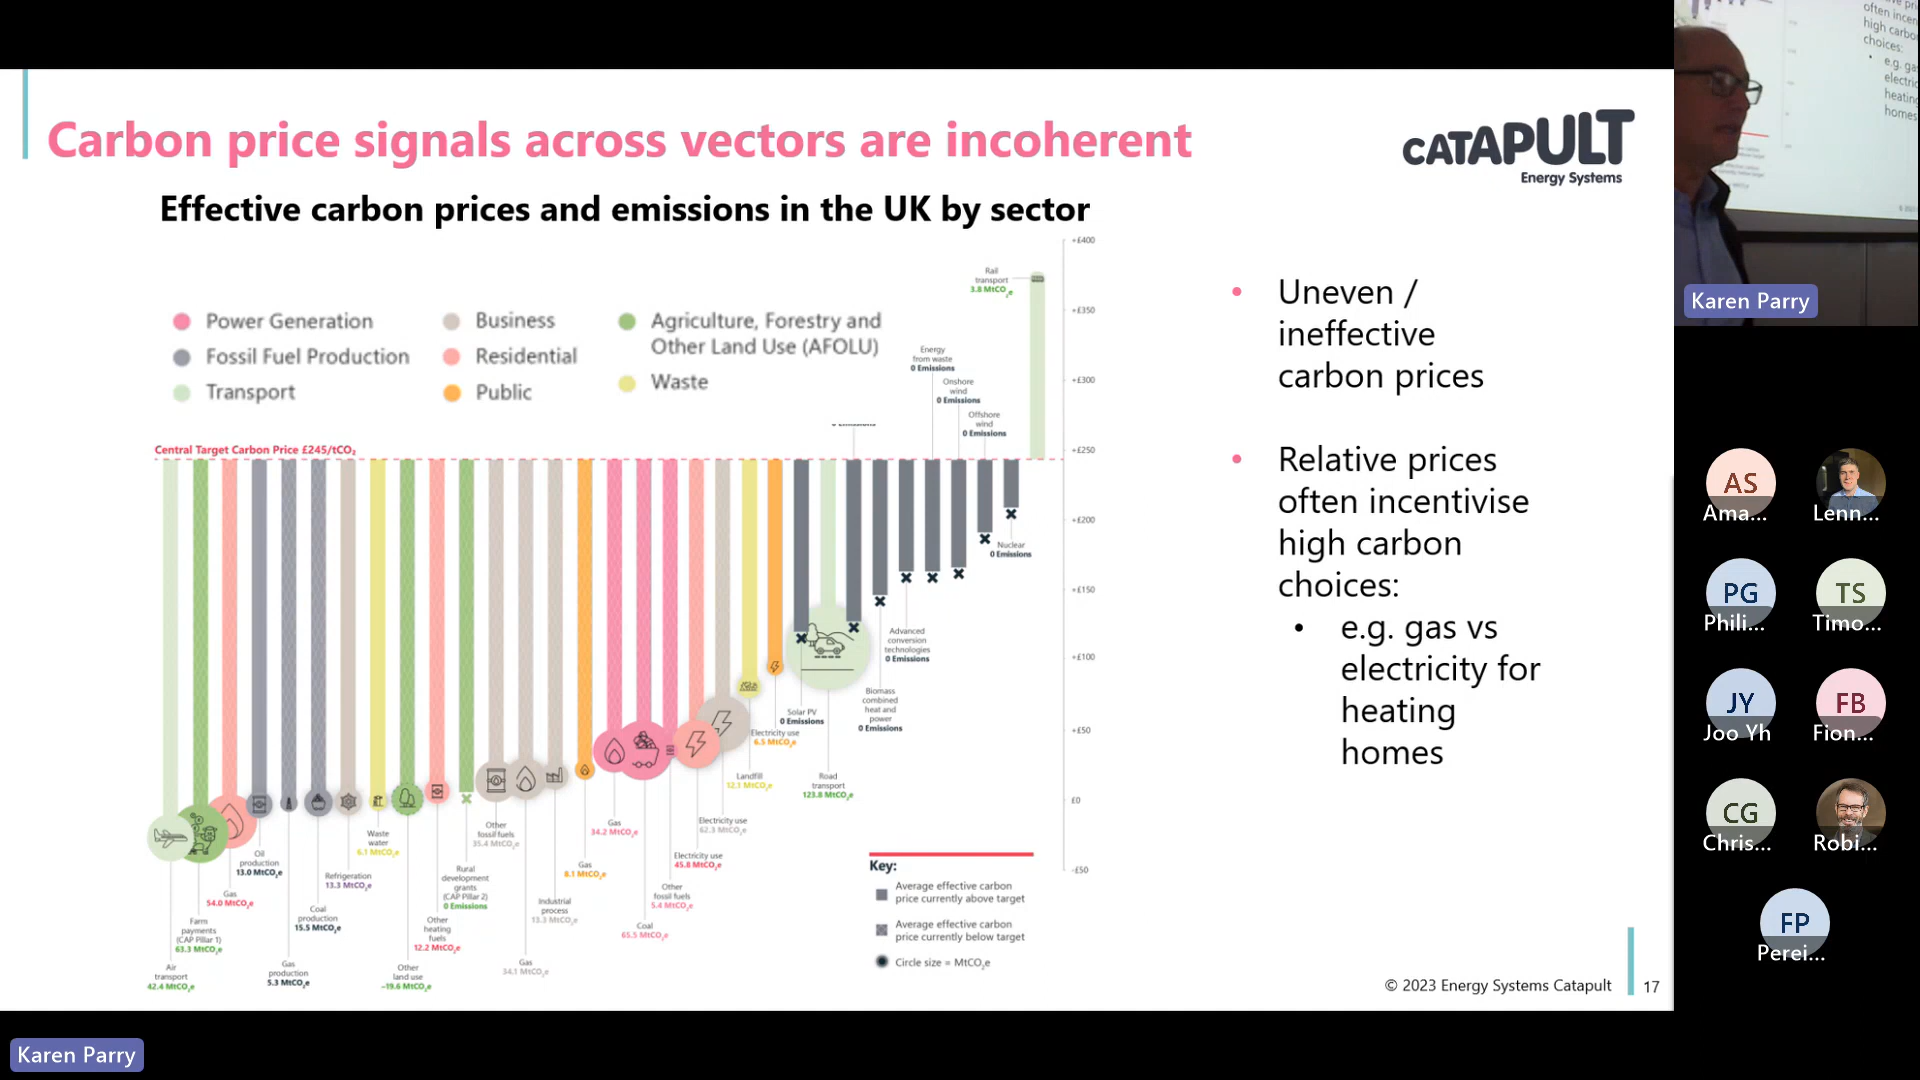 Carbon price signals across vectors are incoherent
CATAPULT
Energy Systems
Effective carbon prices and emissions in the UK by sector
Power Generation
Fossil Fuel Production
Transport
Business
Residential
Public
Agriculture, Forestry and
Other Land Use (AFOLU)
Waste
Central Target Carbon Price £245/tCO₂
+£400
+£350
+£300
+£250
+£200
+£150
+£100
+£50
£0
-£50
Rail
transport
3.8 MtCO₂e
Energy
from waste
0 Emissions
Onshore
wind
0 Emissions
Offshore
wind
0 Emissions
Nuclear
0 Emissions
Advanced
conversion
technologies
0 Emissions
Biomass
combined
heat and
power
0 Emissions
Solar PV
0 Emissions
Road
transport
123.8 MtCO₂e
Electricity use
6.5 MtCO₂e
Landfill
12.1 MtCO₂e
Electricity use
62.3 MtCO₂e
Electricity use
45.8 MtCO₂e
Other
fossil fuels
5.4 MtCO₂e
Coal
65.5 MtCO₂e
Gas
34.2 MtCO₂e
Gas
8.1 MtCO₂e
Industrial
process
13.3 MtCO₂e
Gas
34.1 MtCO₂e
Other
fossil fuels
35.4 MtCO₂e
Rural
development
grants
(CAP Pillar 2)
0 Emissions
Other
heating
fuels
12.2 MtCO₂e
Other
land use
-19.6 MtCO₂e
Waste
water
6.1 MtCO₂e
Refrigeration
13.3 MtCO₂e
Coal
production
15.5 MtCO₂e
Gas
production
5.3 MtCO₂e
Oil
production
13.0 MtCO₂e
Gas
54.0 MtCO₂e
Farm
payments
(CAP Pillar 1)
63.3 MtCO₂e
Air
transport
42.4 MtCO₂e
Key:
Average effective carbon
price currently above target
Average effective carbon
price currently below target
Circle size = MtCO₂e
• Uneven /
ineffective
carbon prices
• Relative prices
often incentivise
high carbon
choices:
• e.g. gas vs
electricity for
heating
homes
© 2023 Energy Systems Catapult
17
often incen
high carbo
choices:
• e.g. ga
electric
heating
homes
Karen Parry
AS
Ama...
Lenn...
PG
Phili...
TS
Timo...
JY
Joo Yh
FB
Fion...
CG
Chris...
Robi...
FP
Perei...
Karen Parry